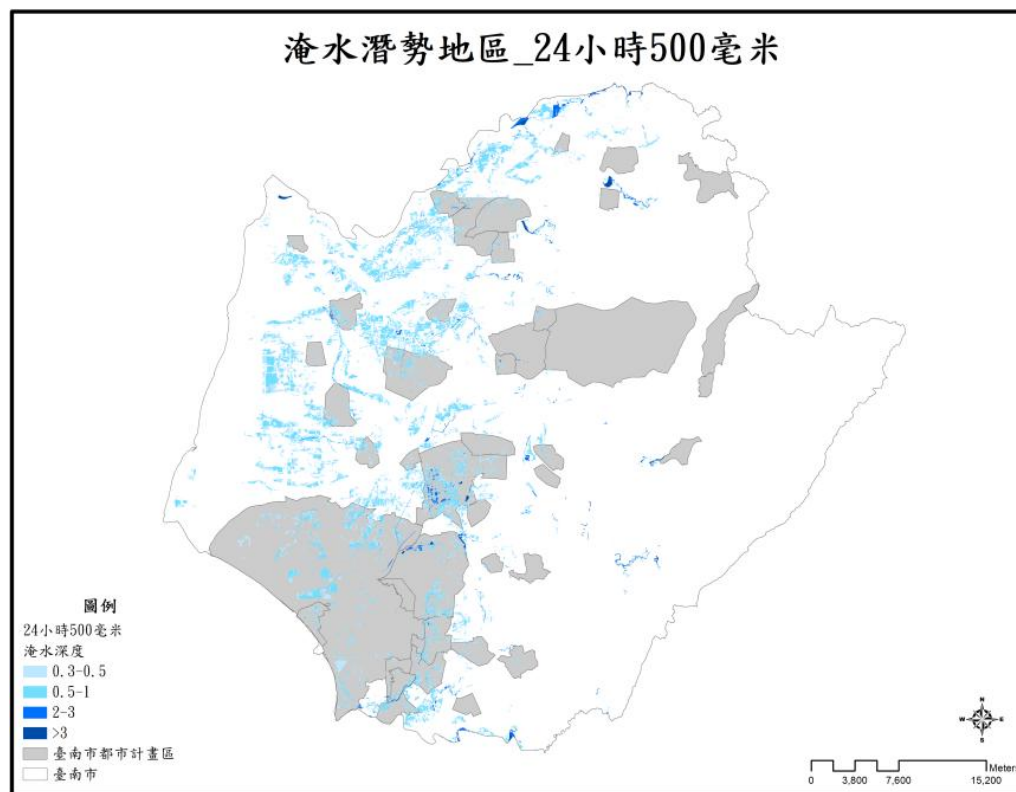 淹水潛勢地區_24小時500毫米
圖例
24小時500毫米
淹水深度
0.3-0.5
0.5-1
2-3
>3
臺南市都市計畫區
臺南市
N
W
E
S
Meters
0
3,800
7,600
15,200